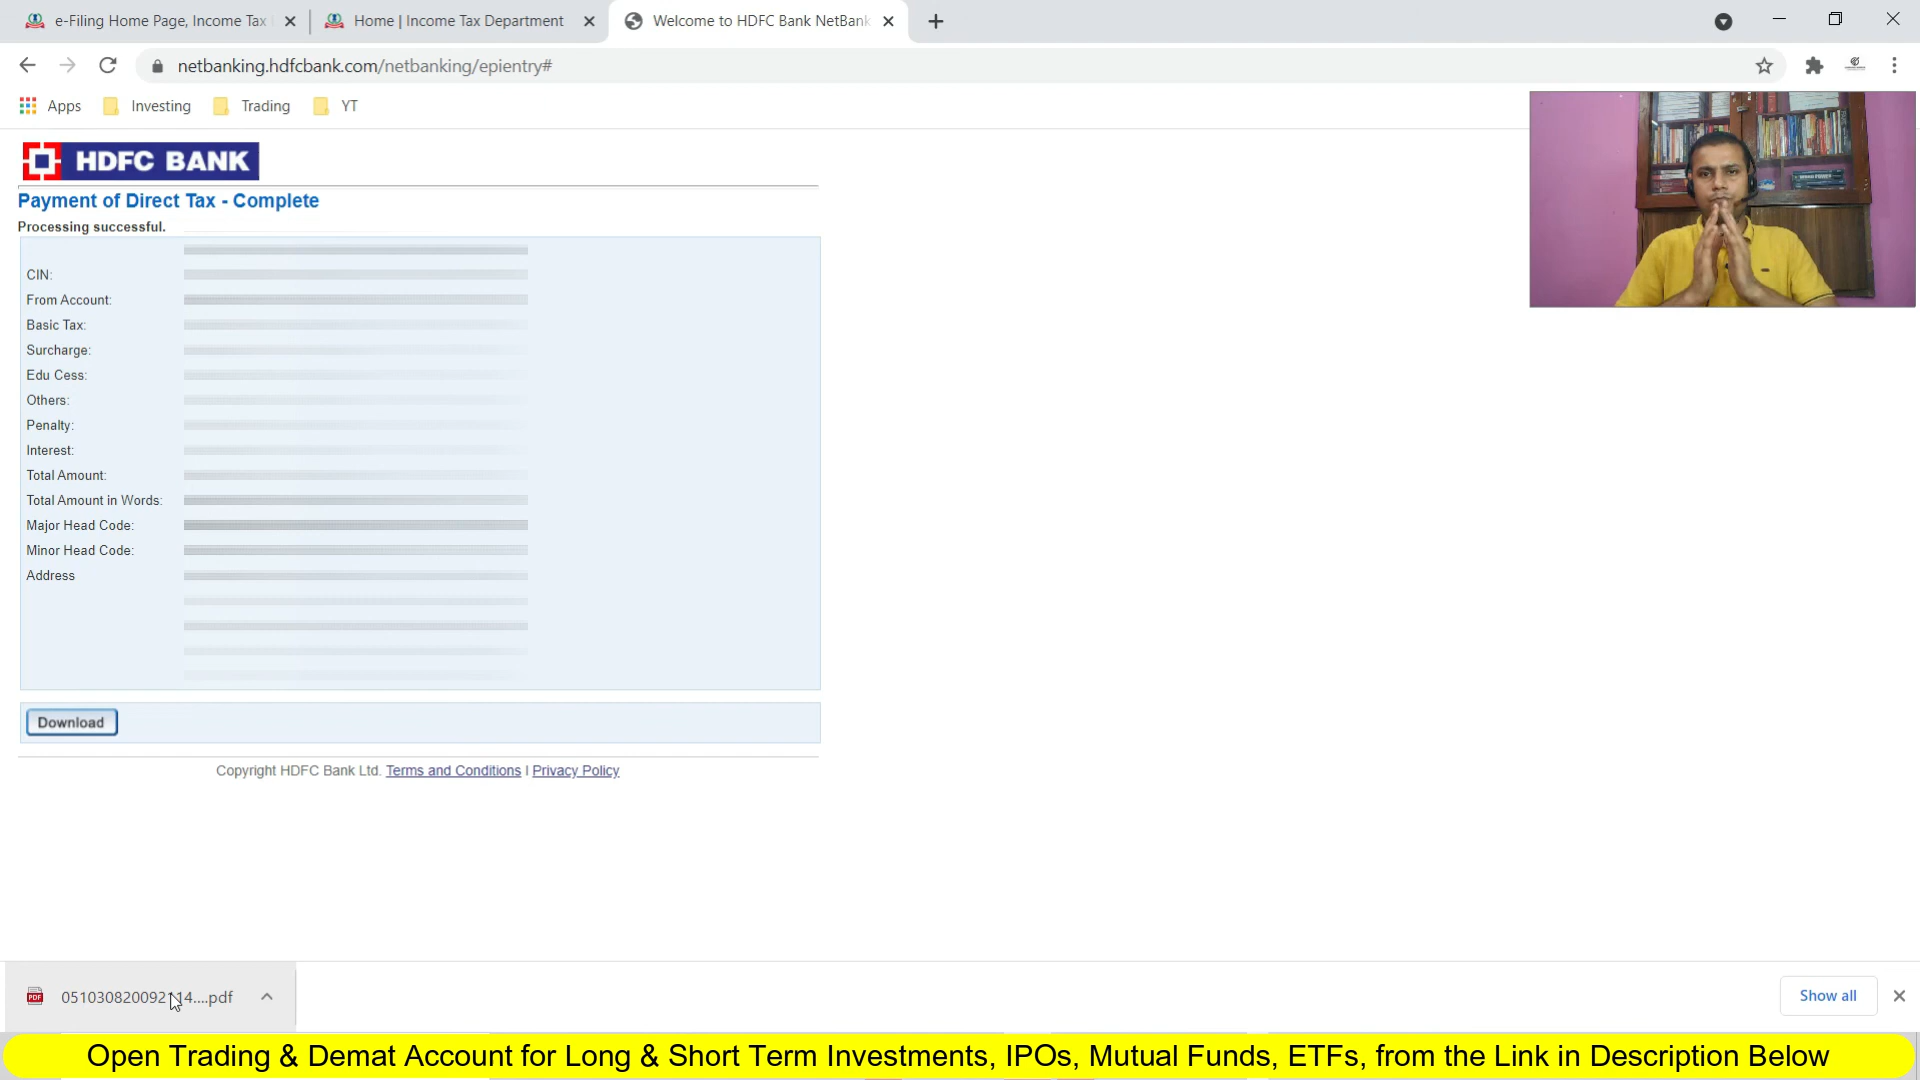 e-Filing Home Page, Income Tax
Home | Income Tax Department
Welcome to HDFC Bank NetBank
netbanking.hdfcbank.com/netbanking/epientry#
Apps
Investing
Trading
YT
HDFC BANK
Payment of Direct Tax - Complete
Processing successful.
CIN:
From Account:
Basic Tax:
Surcharge:
Edu Cess:
Others:
Penalty:
Interest:
Total Amount:
Total Amount in Words:
Major Head Code:
Minor Head Code:
Address
Download
Copyright HDFC Bank Ltd. Terms and Conditions I Privacy Policy
Show all
Open Trading & Demat Account for Long & Short Term Investments, IPOs, Mutual Funds, ETFs, from the Link in Description Below